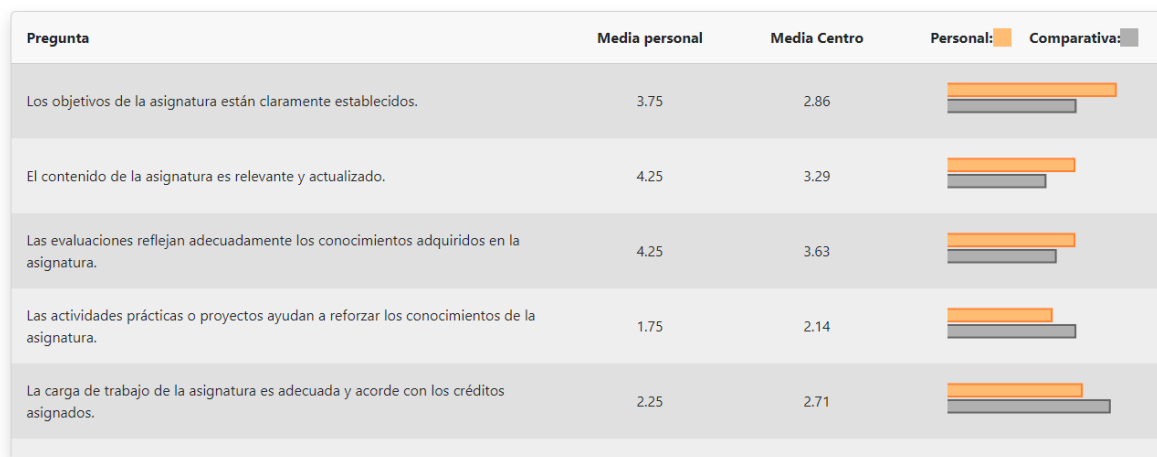 Pregunta Media personal Media Centro Personal: Comparativa:
Los objetivos de la asignatura están claramente establecidos. 3.75 2.86
El contenido de la asignatura es relevante y actualizado. 4.25 3.29
Las evaluaciones reflejan adecuadamente los conocimientos adquiridos en la
asignatura.
4.25 3.63
Las actividades prácticas o proyectos ayudan a reforzar los conocimientos de la
asignatura.
1.75 2.14
La carga de trabajo de la asignatura es adecuada y acorde con los créditos
asignados.
2.25 2.71